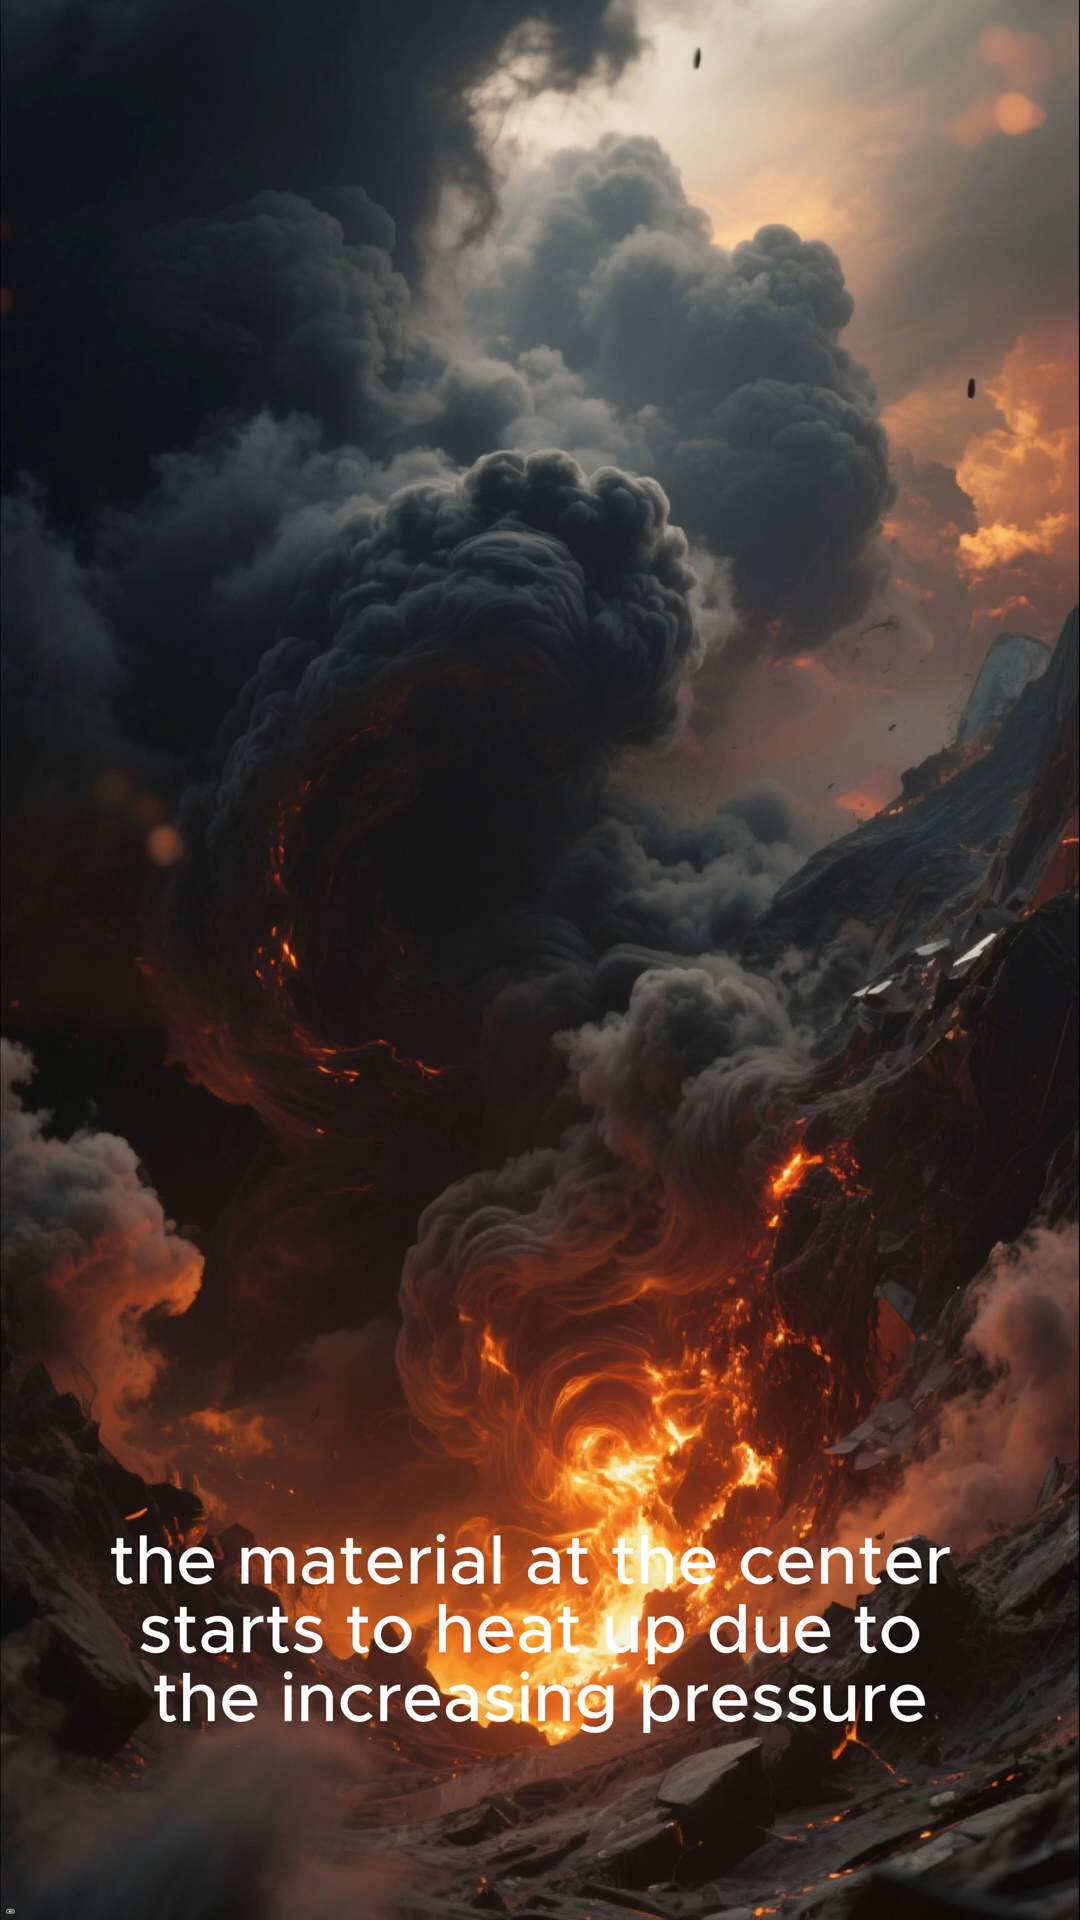 the material at the center
starts to heat up due to
the increasing pressure